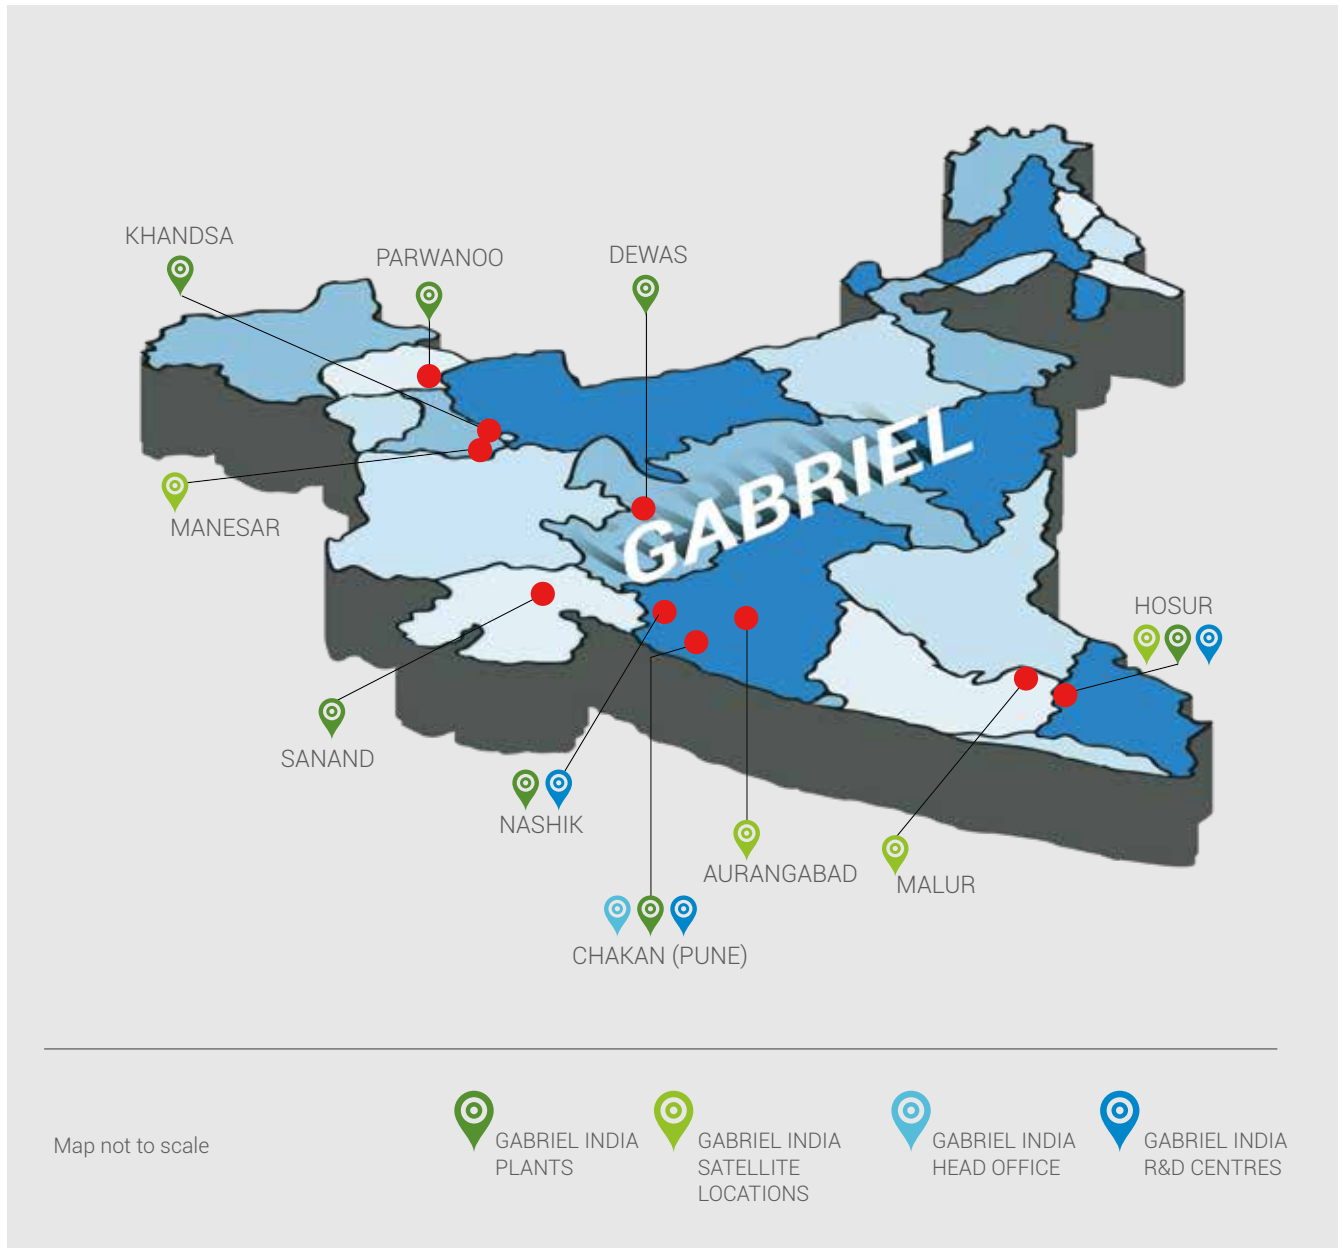 KHANDSA
PARWANOO
DEWAS
GABRIEL
MANESAR
HOSUR
SANAND
NASHIK
AURANGABAD
MALUR
CHAKAN (PUNE)
Map not to scale
GABRIEL INDIA
PLANTS
GABRIEL INDIA
SATELLITE
LOCATIONS
GABRIEL INDIA
HEAD OFFICE
GABRIEL INDIA
R&D CENTRES